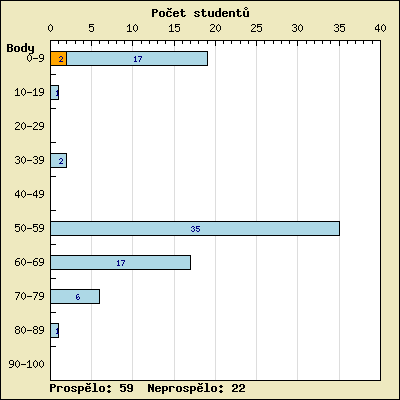 Počet studentů
0 5 10 15 20 25 30 35 40
Body
0-9 2 17
10-19 1
20-29
30-39 2
40-49
50-59 35
60-69 17
70-79 6
80-89 1
90-100
Prospělo: 59 Neprospělo: 22